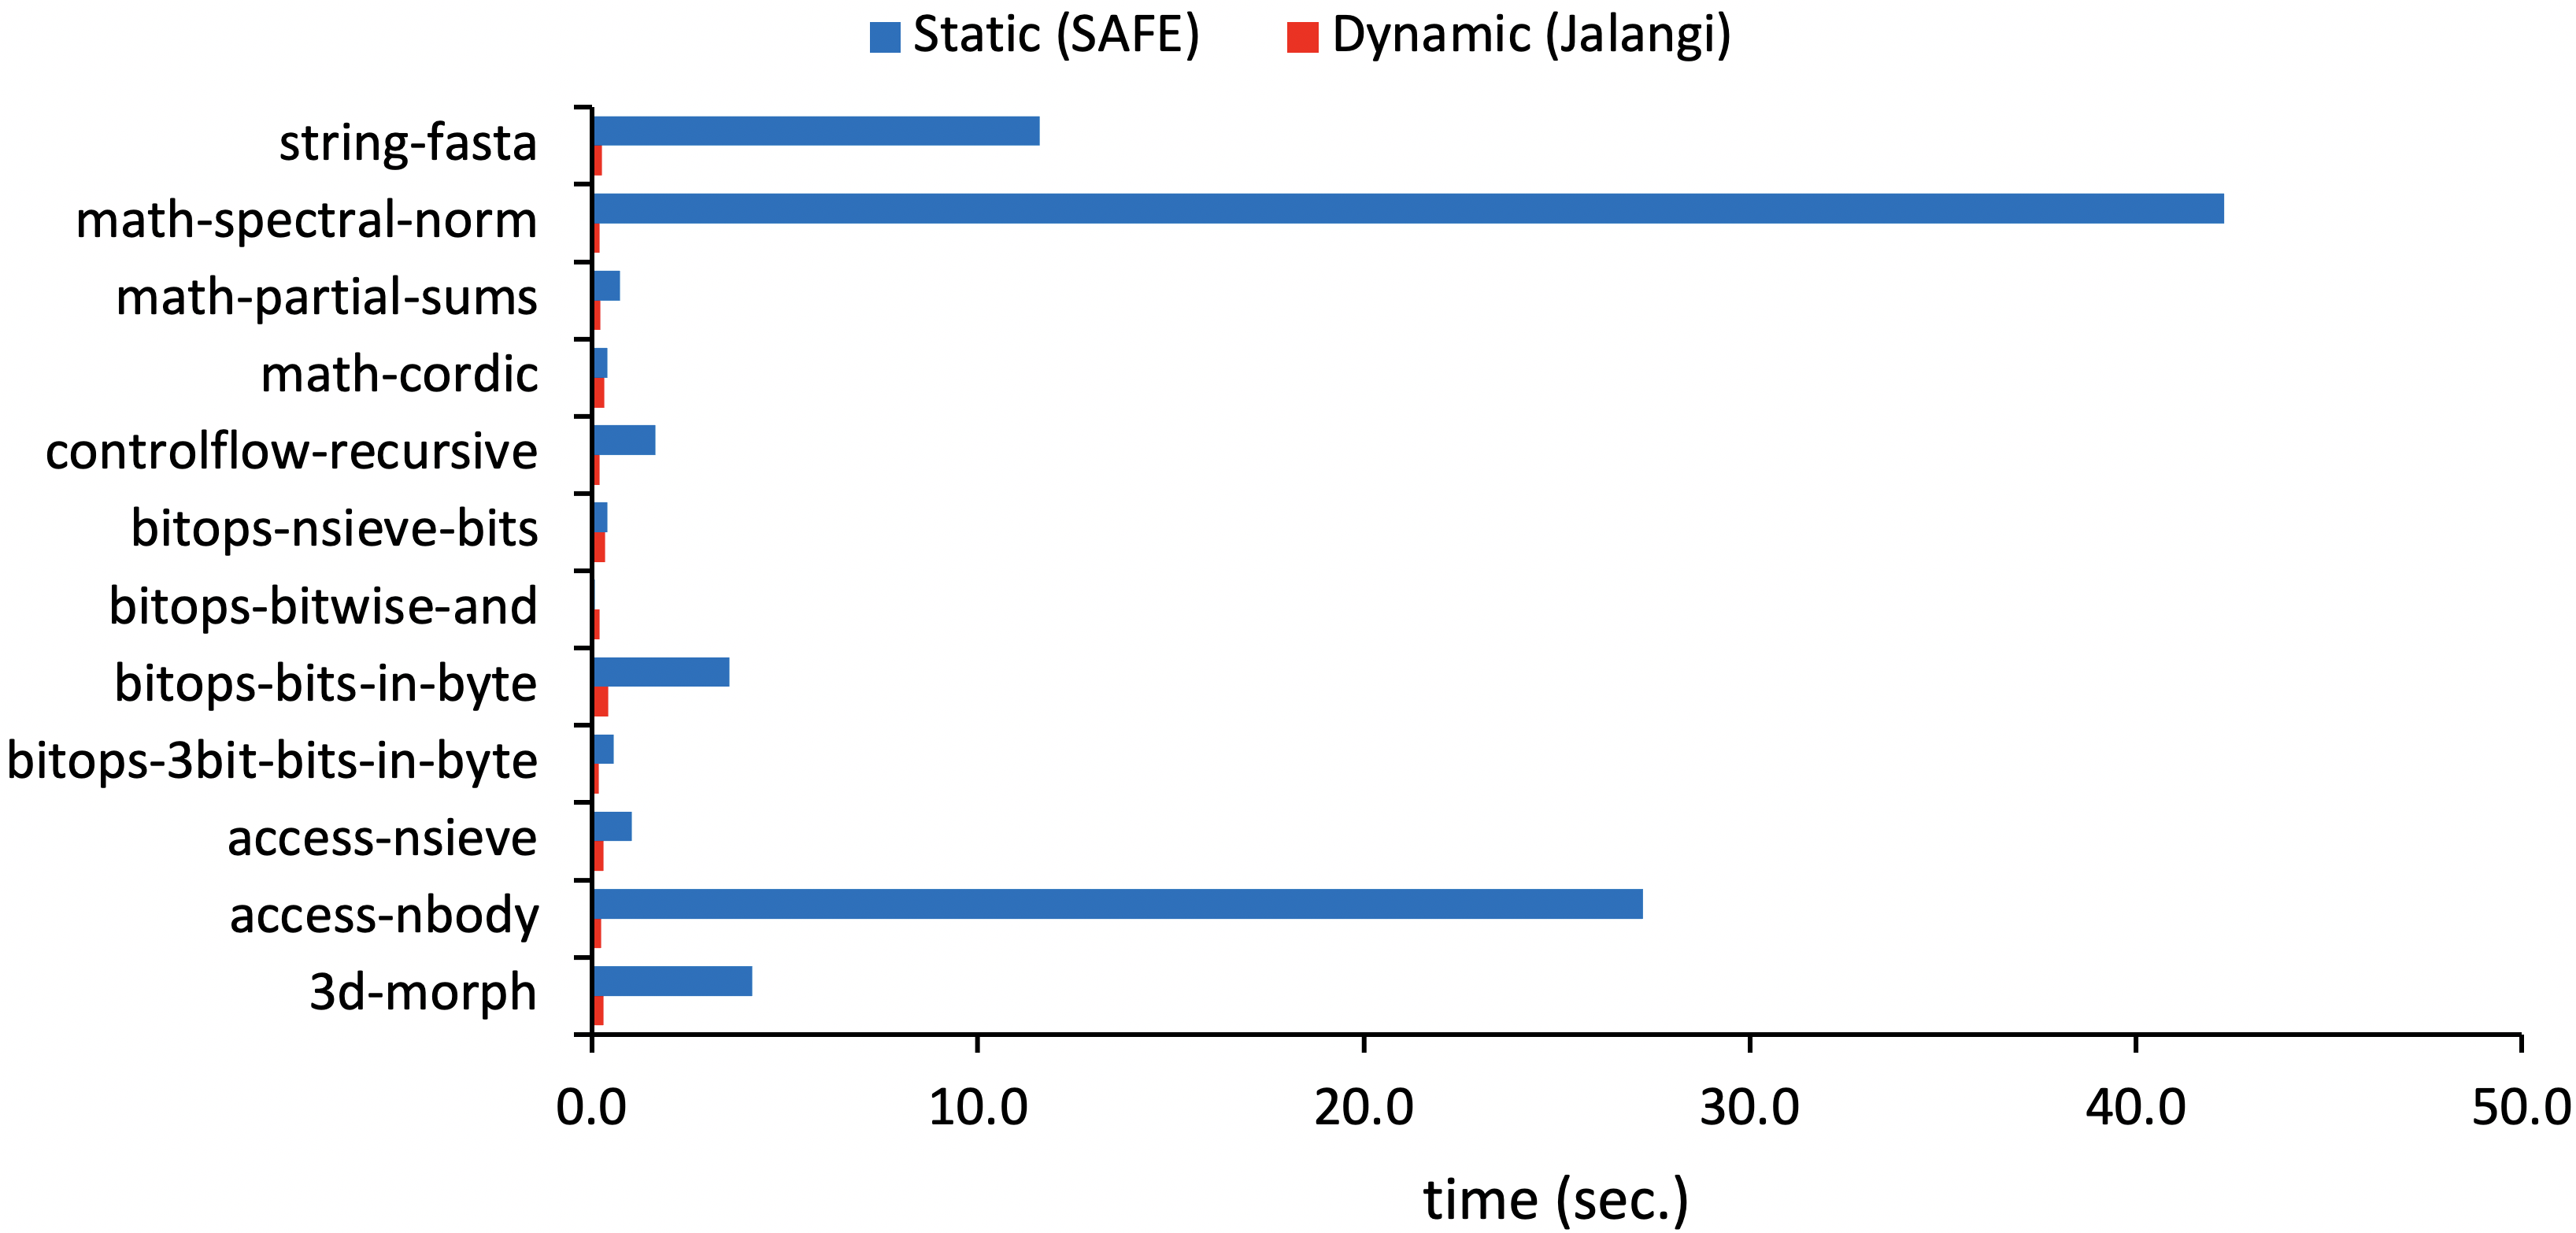 Static (SAFE) Dynamic (Jalangi)
string-fasta
math-spectral-norm
math-partial-sums
math-cordic
controlflow-recursive
bitops-nsieve-bits
bitops-bitwise-and
bitops-bits-in-byte
bitops-3bit-bits-in-byte
access-nsieve
access-nbody
3d-morph
0.0 10.0 20.0 30.0 40.0 50.0
time (sec.)